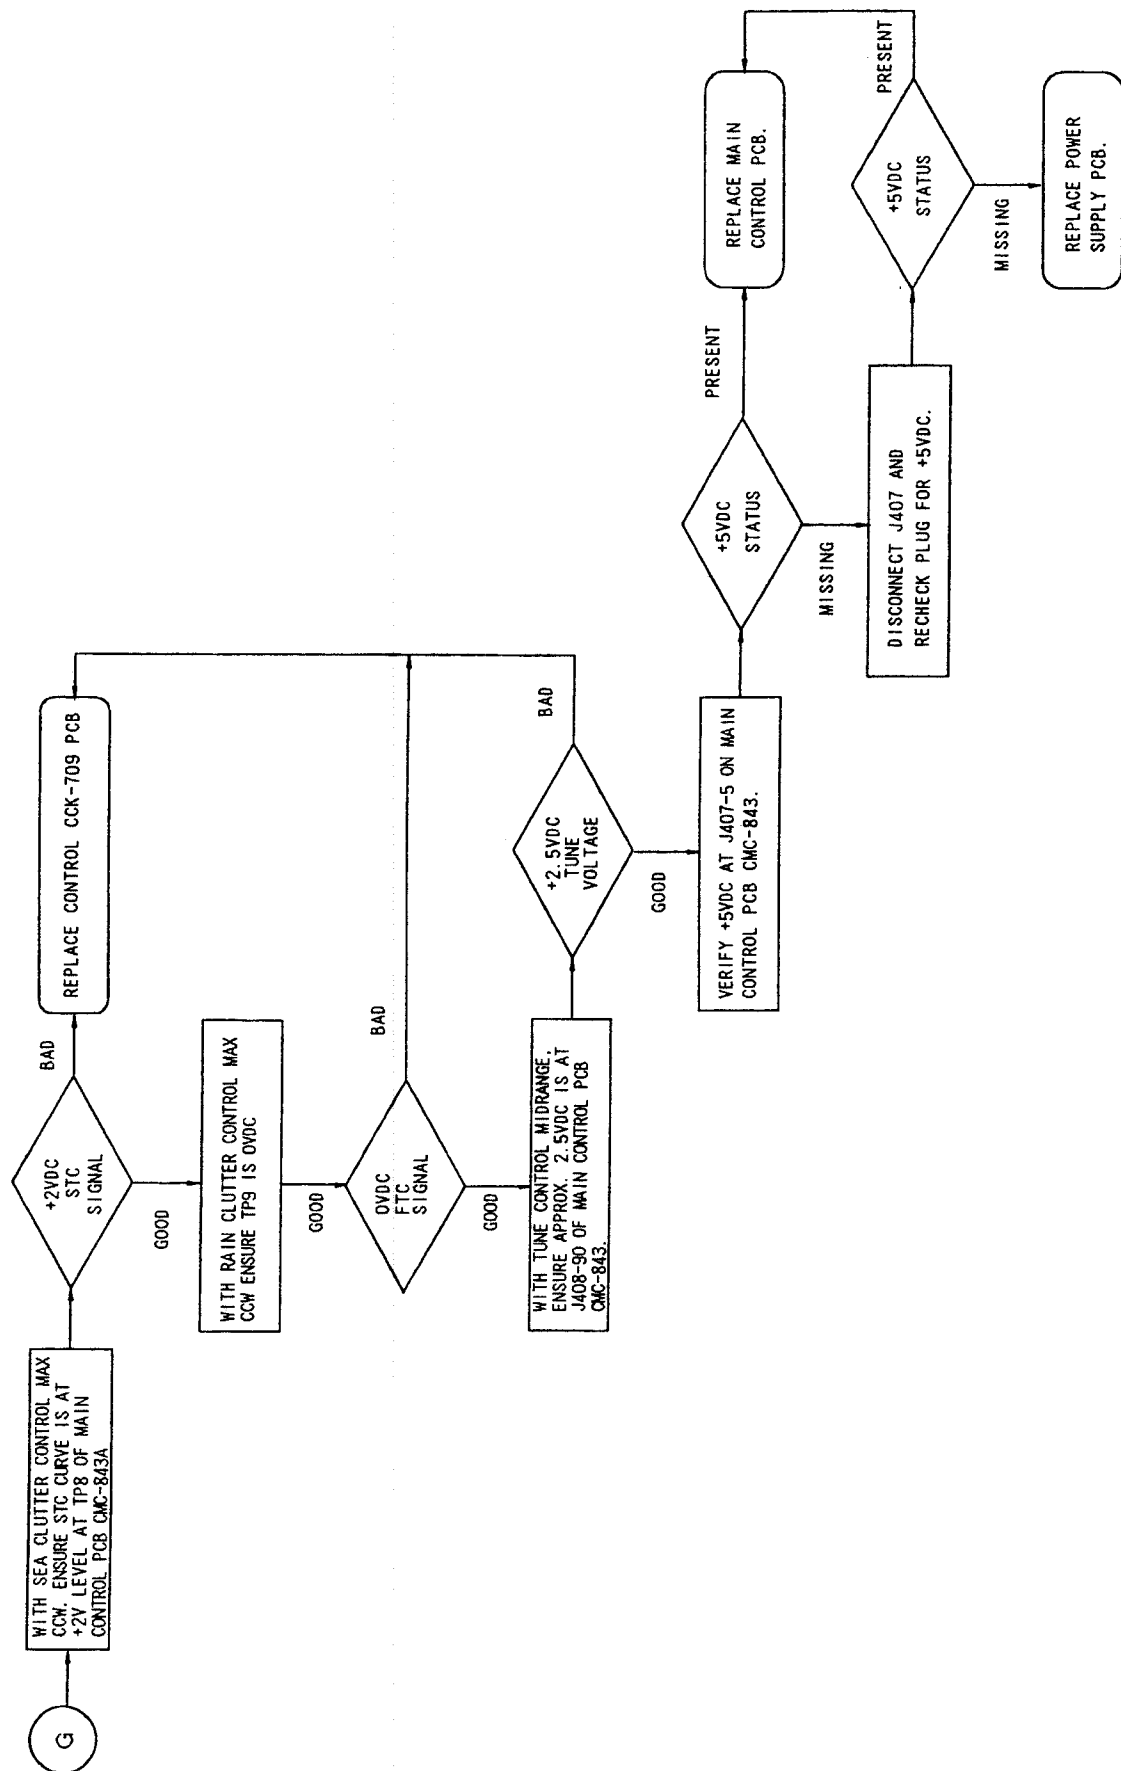 G
WITH SEA CLUTTER CONTROL MAX
CCW. ENSURE STC CURVE IS AT
+2V LEVEL AT TP8 OF MAIN
CONTROL PCB CMC-843A
+2VDC
STC
SIGNAL
BAD
REPLACE CONTROL CCK-709 PCB
GOOD
WITH RAIN CLUTTER CONTROL MAX
CCW ENSURE TP9 IS 0VDC
GOOD
0VDC
FTC
SIGNAL
BAD
GOOD
WITH TUNE CONTROL MIDRANGE,
ENSURE APPROX. 2.5VDC IS AT
J408-90 OF MAIN CONTROL PCB
CMC-843.
+2.5VDC
TUNE
VOLTAGE
BAD
GOOD
VERIFY +5VDC AT J407-5 ON MAIN
CONTROL PCB CMC-843.
+5VDC
STATUS
PRESENT
REPLACE MAIN
CONTROL PCB.
MISSING
DISCONNECT J407 AND
RECHECK PLUG FOR +5VDC.
+5VDC
STATUS
PRESENT
MISSING
REPLACE POWER
SUPPLY PCB.